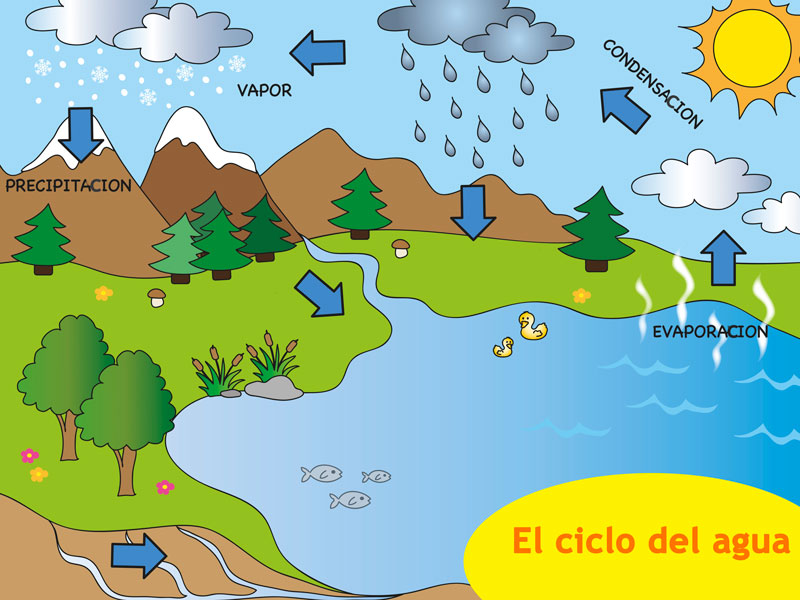 CONDENSACION
VAPOR
PRECIPITACION
EVAPORACION
El ciclo del agua